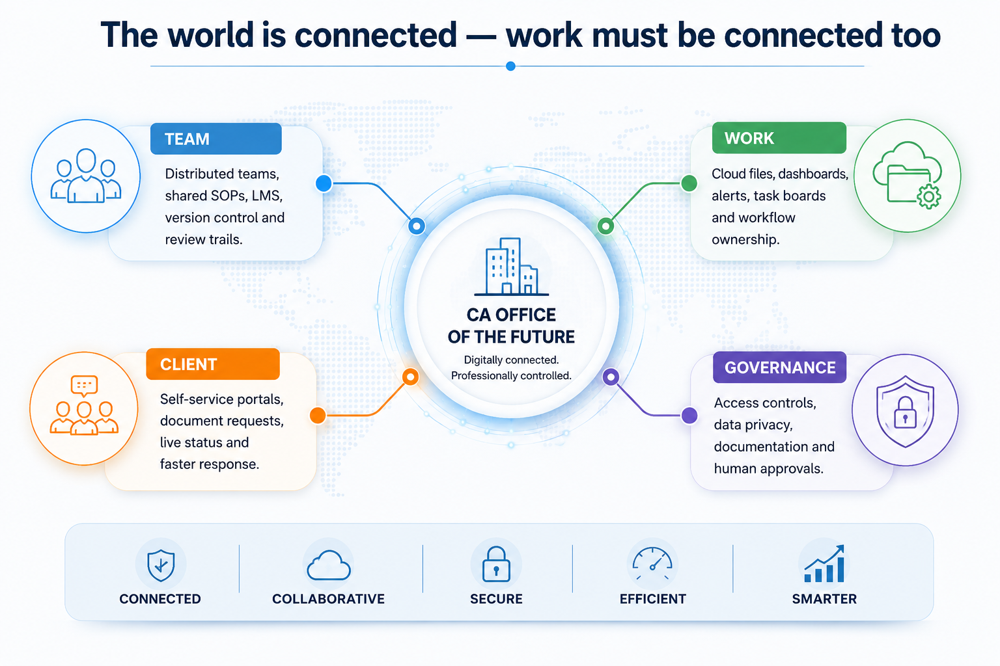 The world is connected — work must be connected too
TEAM
Distributed teams,
shared SOPs, LMS,
version control and
review trails.
WORK
Cloud files, dashboards,
alerts, task boards
and workflow
ownership.
CA OFFICE
OF THE FUTURE
Digitally connected.
Professionally controlled.
CLIENT
Self-service portals,
document requests,
live status and
faster response.
GOVERNANCE
Access controls,
data privacy,
documentation and
human approvals.
CONNECTED
COLLABORATIVE
SECURE
EFFICIENT
SMARTER